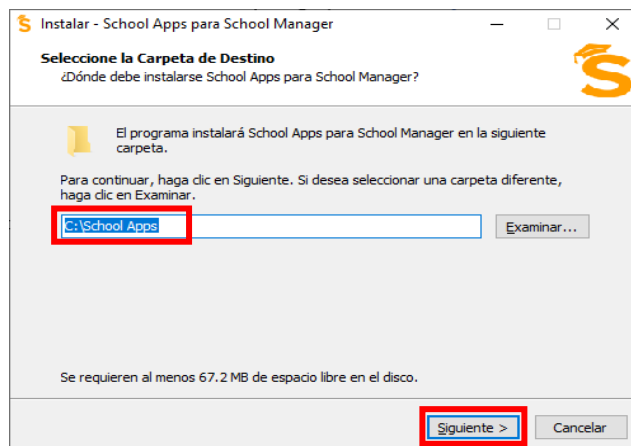 Instalar - School Apps para School Manager
Seleccione la Carpeta de Destino
¿Dónde debe instalarse School Apps para School Manager?
S
El programa instalará School Apps para School Manager en la siguiente
carpeta.
Para continuar, haga clic en Siguiente. Si desea seleccionar una carpeta diferente,
haga clic en Examinar.
C:\School Apps
Examinar...
Se requieren al menos 67.2 MB de espacio libre en el disco.
Siguiente >
Cancelar